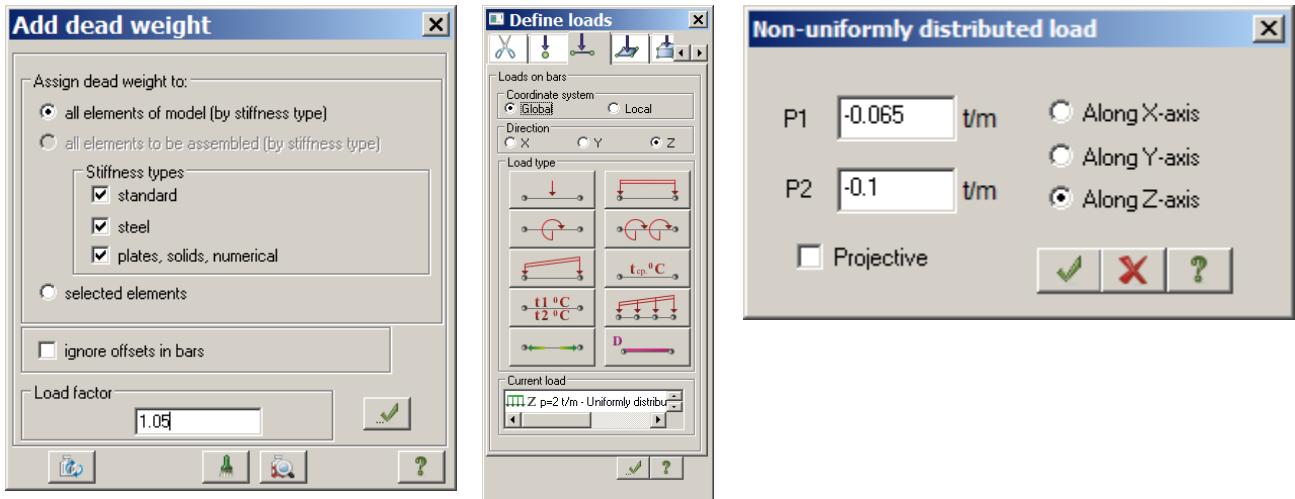 Add dead weight
Assign dead weight to:
all elements of model (by stiffness type)
all elements to be assembled (by stiffness type)
Stiffness types
standard
steel
plates, solids, numerical
selected elements
ignore offsets in bars
Load factor
1.05
?
Define loads
Loads on bars
Coordinate system
Global
Local
Direction
X Y Z
Load type
t cp. °C
t1 °C
t2 °C
D
Current load
Z p=2 t/m - Uniformly distribu
?
Non-uniformly distributed load
P1 -0.065 t/m
Along X-axis
Along Y-axis
P2 -0.1 t/m
Along Z-axis
Projective
?